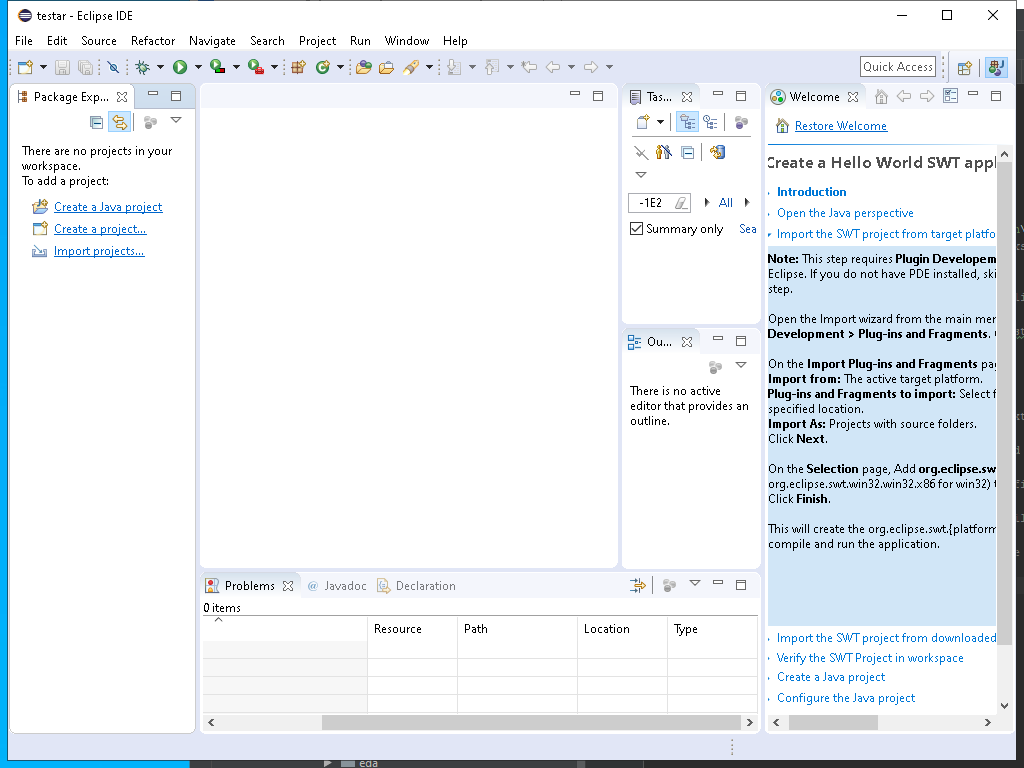 testar - Eclipse IDE
File Edit Source Refactor Navigate Search Project Run Window Help
Quick Access
Package Exp...
There are no projects in your
workspace.
To add a project:
Create a Java project
Create a project...
Import projects...
Tas...
-1E2
All
Summary only
Sea
Ou...
There is no active
editor that provides an
outline.
Welcome
Restore Welcome
Create a Hello World SWT appl
Introduction
Open the Java perspective
Import the SWT project from target platfo
Note: This step requires Plugin Developem
Eclipse. If you do not have PDE installed, ski
step.
Open the Import wizard from the main mer
Development > Plug-ins and Fragments.
On the Import Plug-ins and Fragments pag
Import from: The active target platform.
Plug-ins and Fragments to import: Select f
specified location.
Import As: Projects with source folders.
Click Next.
On the Selection page, Add org.eclipse.sw
org.eclipse.swt.win32.win32.x86 for win32) t
Click Finish.
This will create the org.eclipse.swt.{platform
compile and run the application.
Import the SWT project from downloaded
Verify the SWT Project in workspace
Create a Java project
Configure the Java project
Problems @ Javadoc Declaration
0 items
Resource Path Location Type
eda